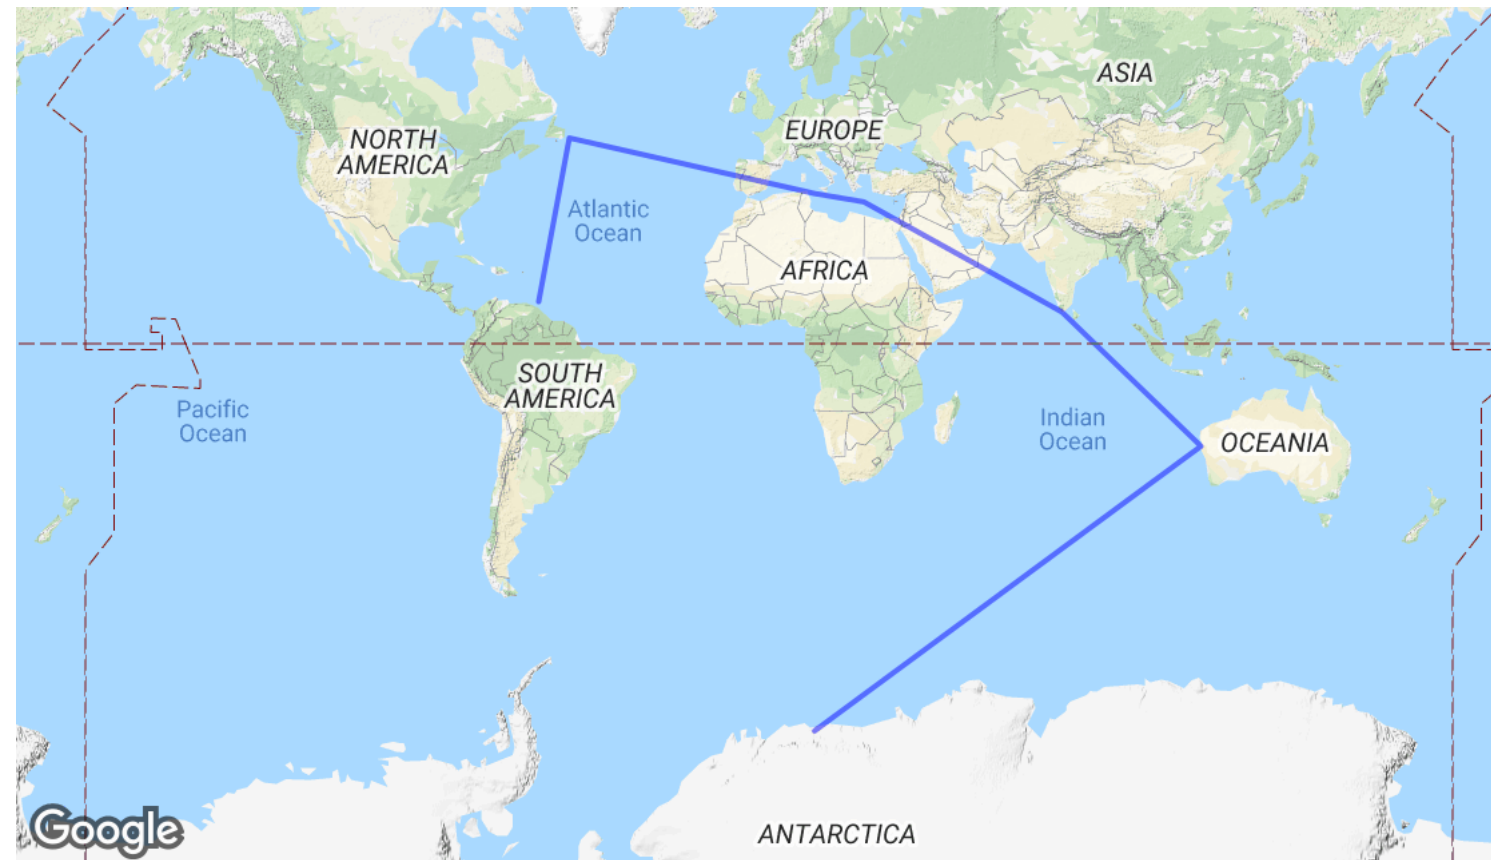 ASIA
NORTH
AMERICA
EUROPE
Atlantic
Ocean
AFRICA
SOUTH
AMERICA
Pacific
Ocean
Indian
Ocean
OCEANIA
Google
ANTARCTICA